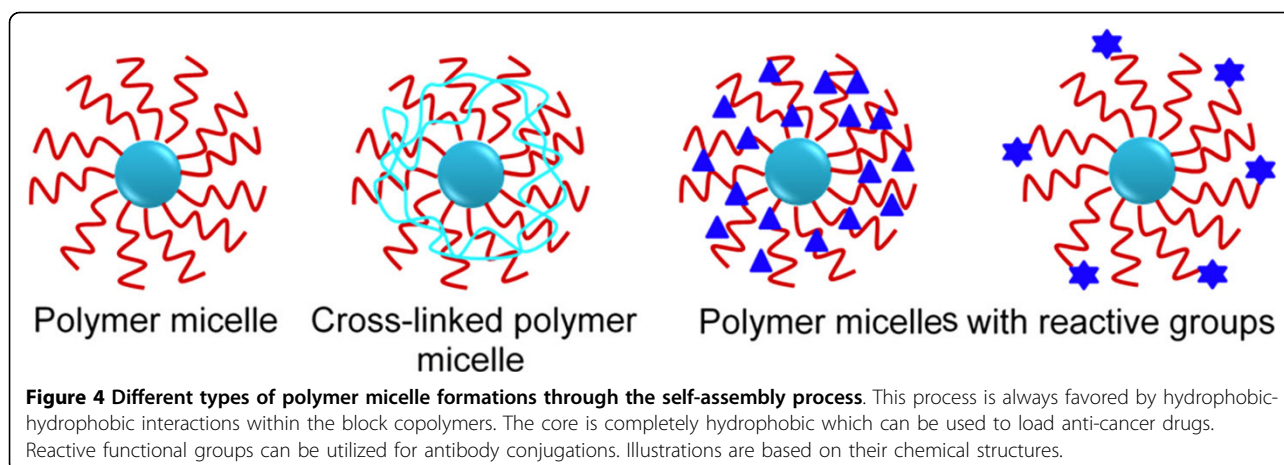 Polymer micelle Cross-linked polymer Polymer micelles with reactive groups
micelle
Figure 4 Different types of polymer micelle formations through the self-assembly process. This process is always favored by hydrophobic-
hydrophobic interactions within the block copolymers. The core is completely hydrophobic which can be used to load anti-cancer drugs.
Reactive functional groups can be utilized for antibody conjugations. Illustrations are based on their chemical structures.